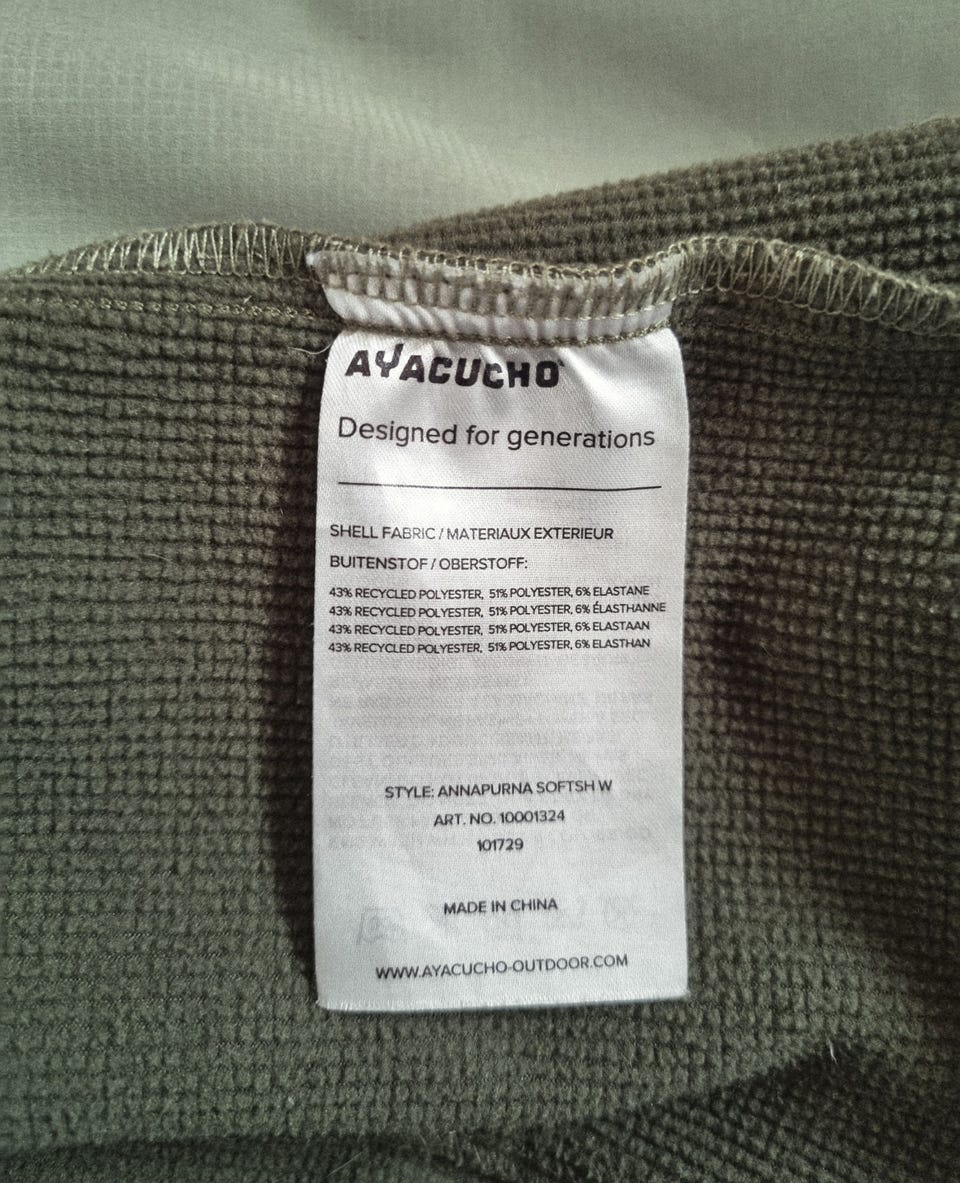 AYACUCHO
Designed for generations
SHELL FABRIC / MATERIAUX EXTERIEUR
BUITENSTOF / OBERSTOFF:
43% RECYCLED POLYESTER, 51% POLYESTER, 6% ELASTANE
43% RECYCLED POLYESTER, 51% POLYESTER, 6% ÉLASTHANNE
43% RECYCLED POLYESTER, 51% POLYESTER, 6% ELASTAAN
43% RECYCLED POLYESTER, 51% POLYESTER, 6% ELASTHAN
STYLE: ANNAPURNA SOFTSH W
ART. NO. 10001324
101729
MADE IN CHINA
WWW.AYACUCHO-OUTDOOR.COM